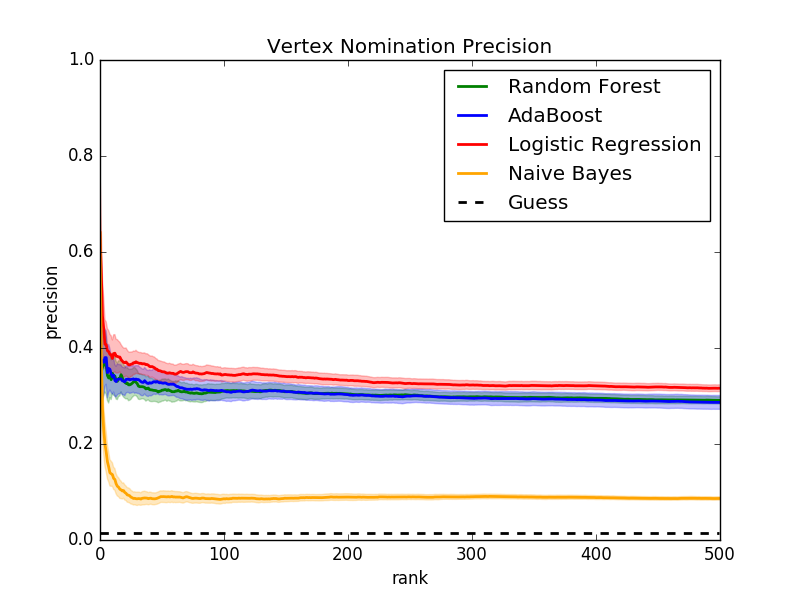 Vertex Nomination Precision
1.0
0.8
0.6
0.4
0.2
0.0
precision
Random Forest
AdaBoost
Logistic Regression
Naive Bayes
Guess
0 100 200 300 400 500
rank